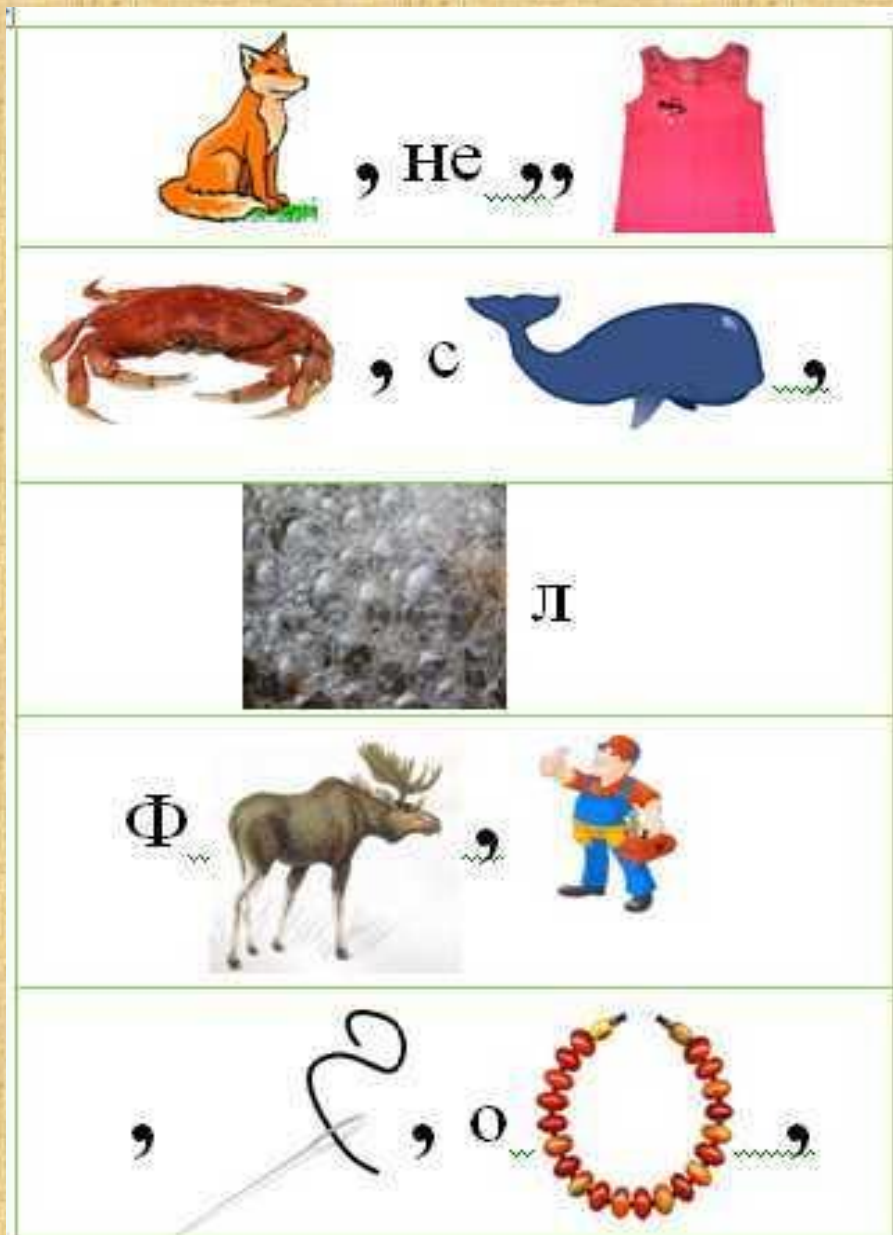 , не ,,
, с ,
л
Ф ,
, , о ,